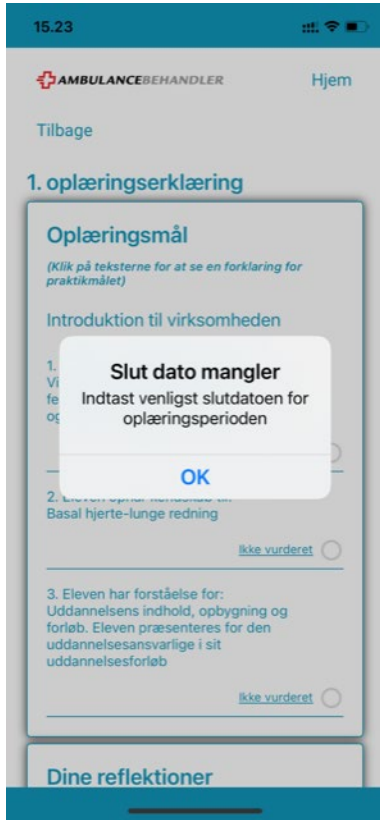 15.23
AMBULANCEBEHANDLER
Hjem
Tilbage
1. oplæringserklæring
Oplæringsmål
(Klik på teksterne for at se en forklaring for
praktikmålet)
Introduktion til virksomheden
1.
Vi
fe
og
Slut dato mangler
Indtast venligst slutdatoen for
oplæringsperioden
OK
2. Eleven
Basal hjerte-lunge redning
Ikke vurderet
3. Eleven har forståelse for:
Uddannelsens indhold, opbygning og
forløb. Eleven præsenteres for den
uddannelsesansvarlige i sit
uddannelsesforløb
Ikke vurderet
Dine reflektioner